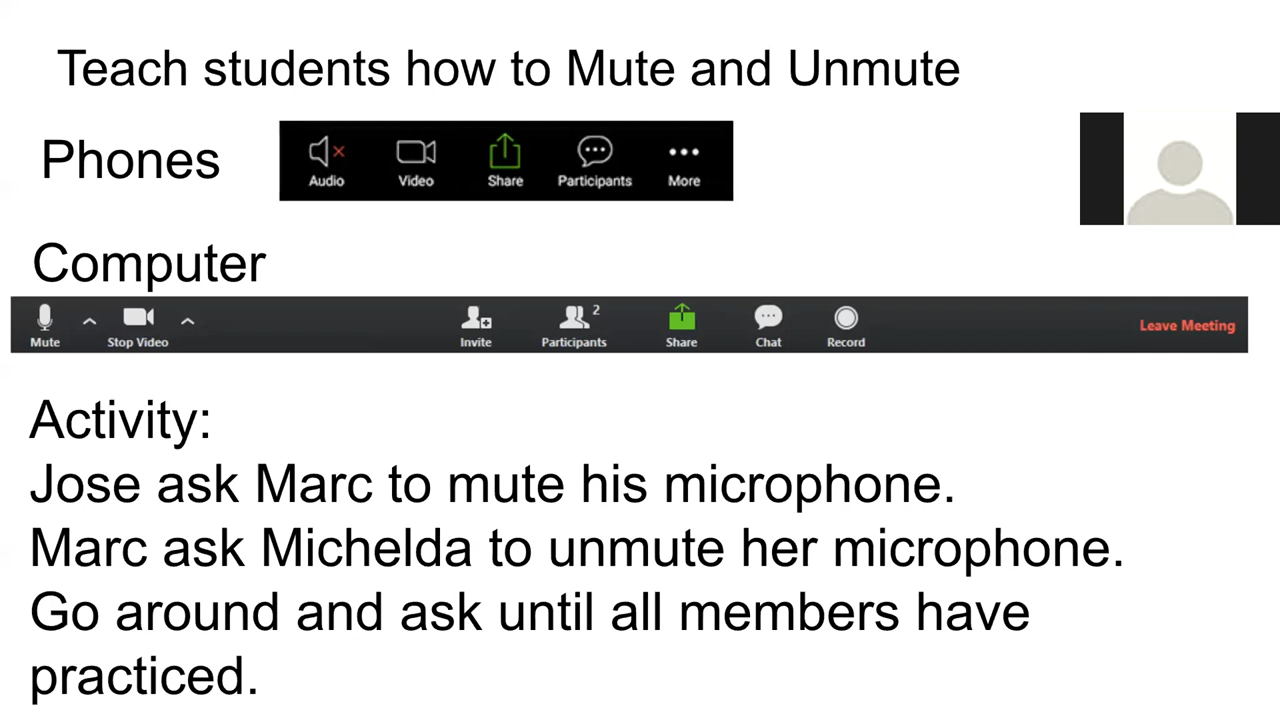 Teach students how to Mute and Unmute
Phones
Audio Video Share Participants More
Computer
Mute Stop Video Invite Participants 2 Share Chat Record Leave Meeting
Activity:
Jose ask Marc to mute his microphone.
Marc ask Michelda to unmute her microphone.
Go around and ask until all members have
practiced.